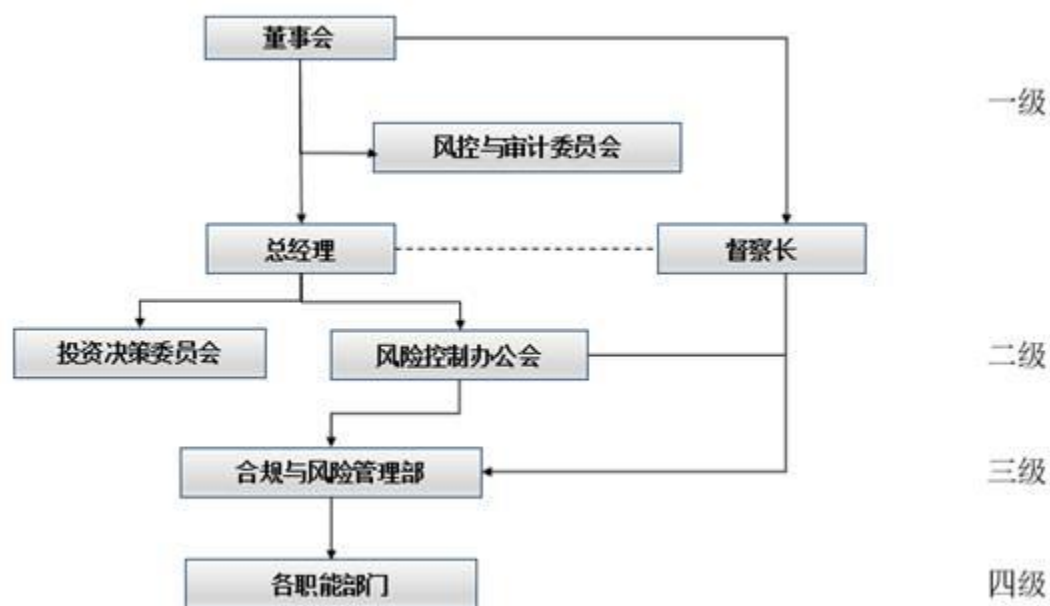 董事会
一级
风控与审计委员会
总经理
督察长
投资决策委员会
风险控制办公会
二级
合规与风险管理部
三级
各职能部门
四级